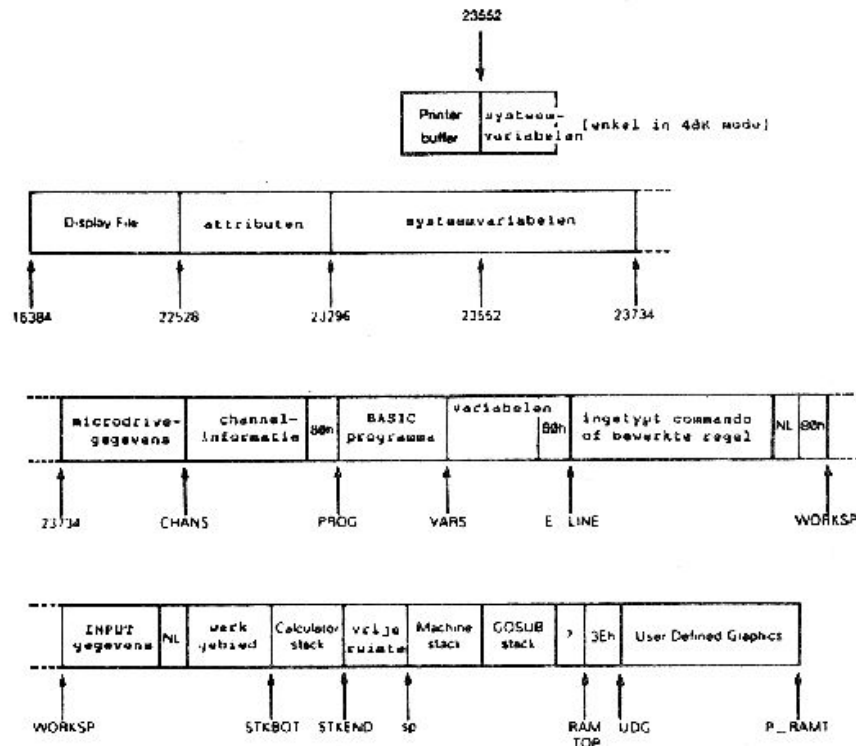 23552
Printer buffer
systeem-variabelen
[enkel in 48K mode]
Display File
attributen
systeemvariabelen
16384
22528
23296
23552
23734
microdrive-gegevens
channel-informatie
80h
BASIC programma
variabelen
80h
ingetypt commando
of bewerkte regel
NL
80h
23734
CHANS
PROG
VARS
E_LINE
WORKSP
INPUT gegevens
NL
werk gebied
Calculator stack
vrije ruimte
Machine stack
GOSUB stack
?
3Eh
User Defined Graphics
WORKSP
STKBOT
STKEND
sp
RAM TOP
UDG
P_RAMT